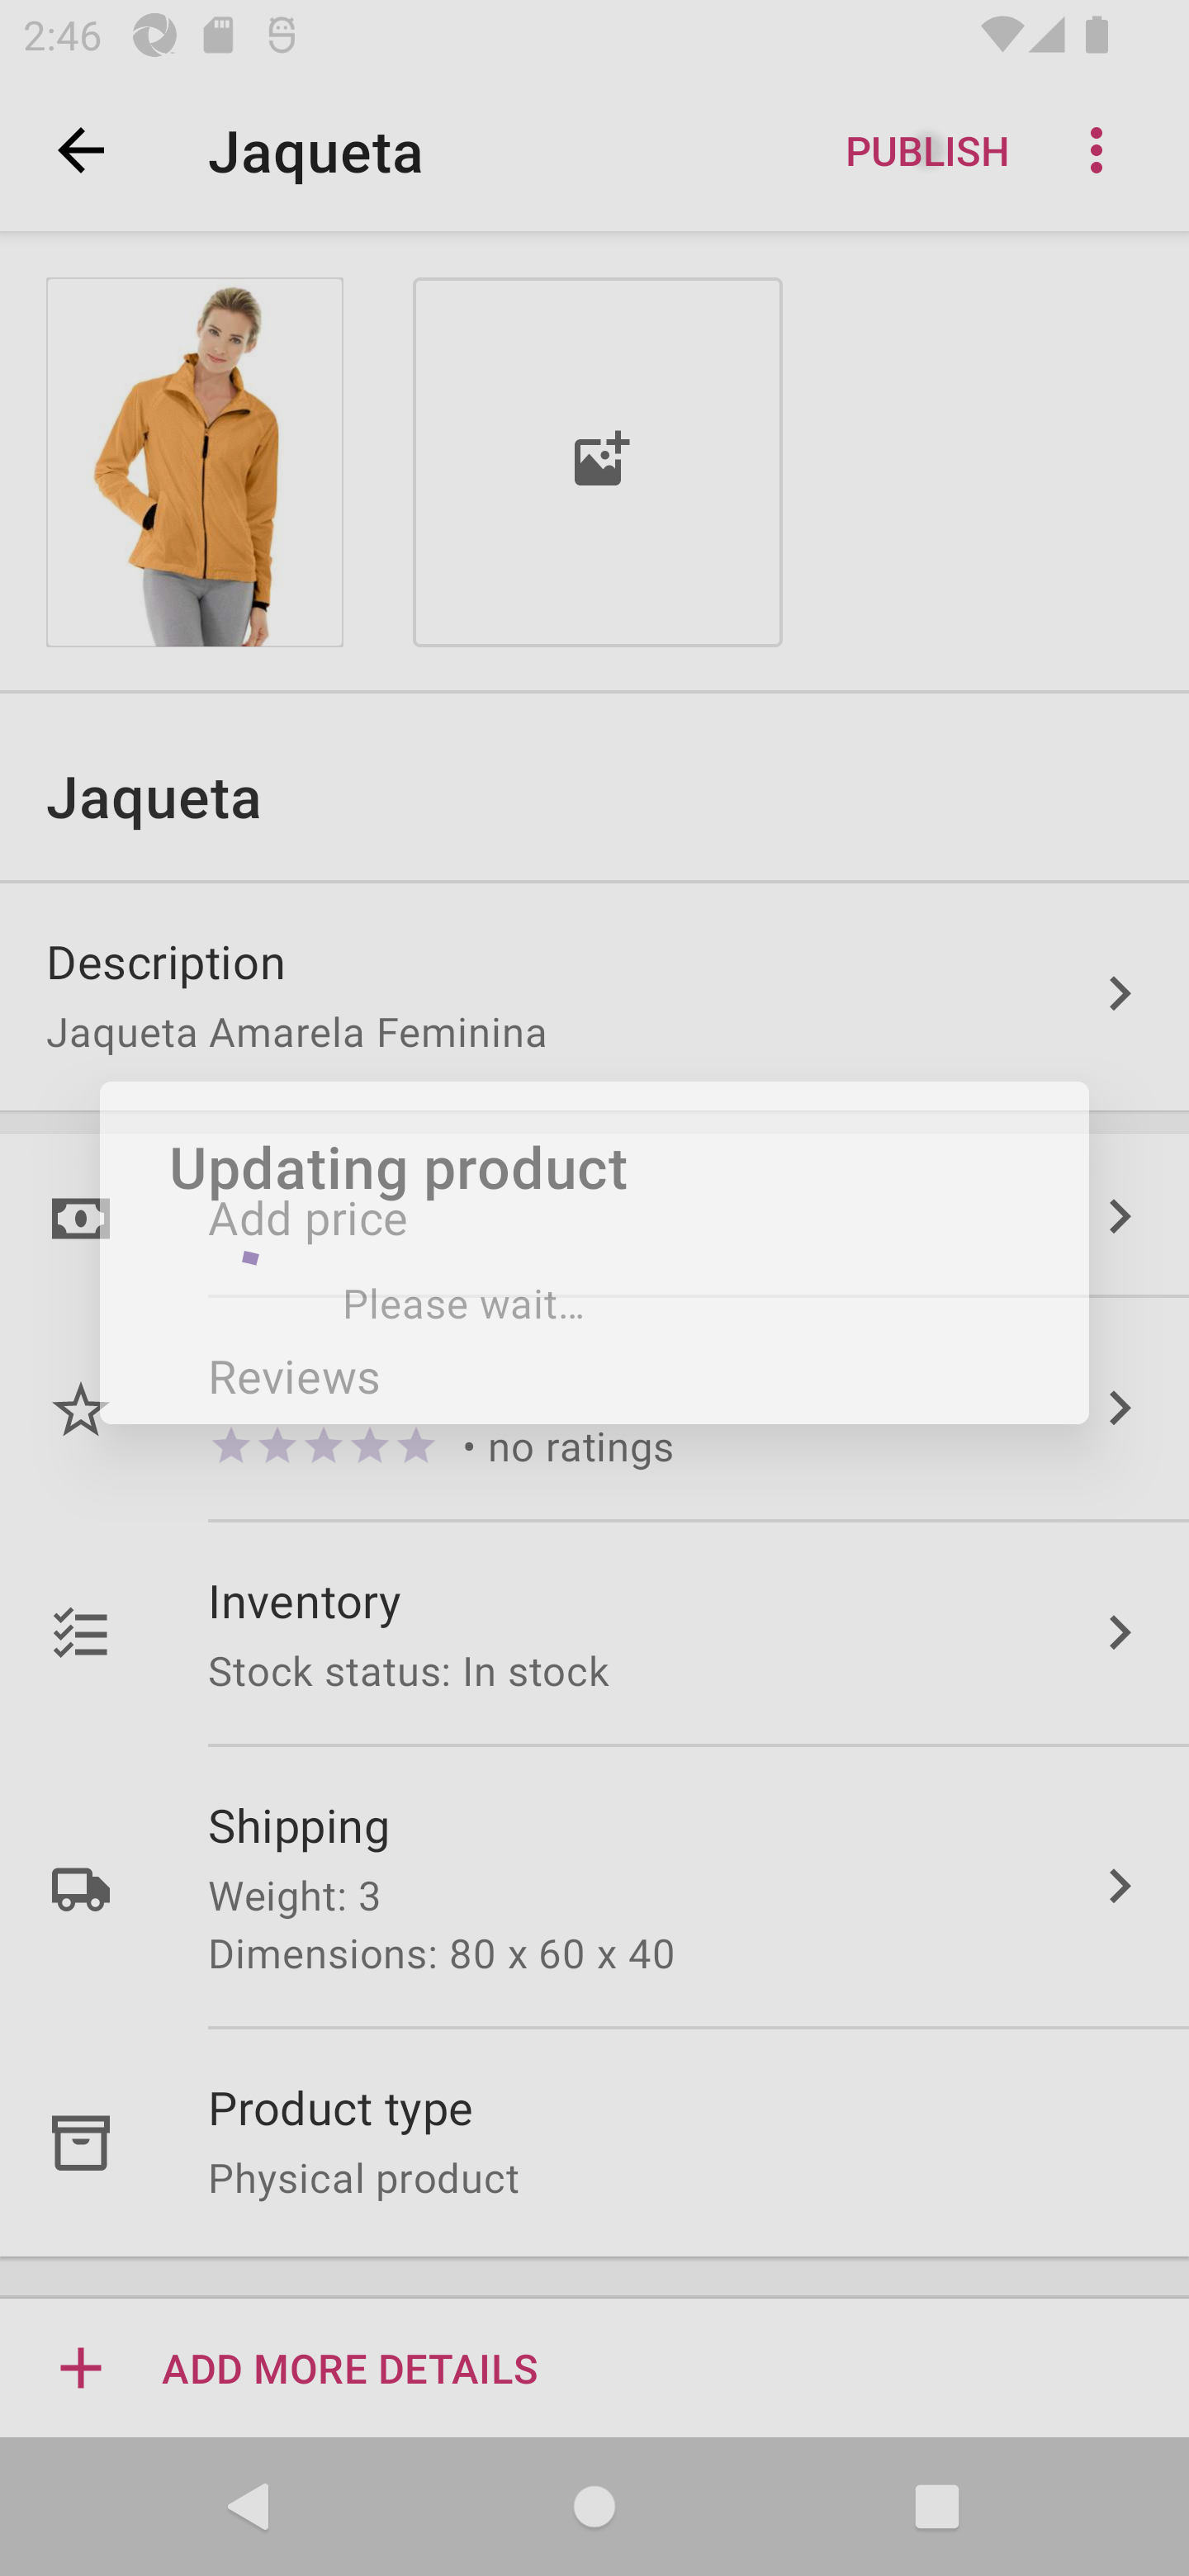 2:46
Jaqueta
PUBLISH
Jaqueta
Description
Jaqueta Amarela Feminina
Updating product
Add price
Please wait…
Reviews
• no ratings
Inventory
Stock status: In stock
Shipping
Weight: 3
Dimensions: 80 x 60 x 40
Product type
Physical product
ADD MORE DETAILS